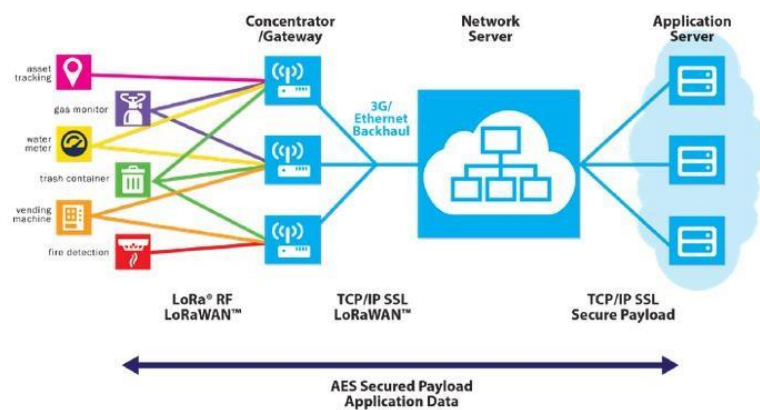 Concentrator
/Gateway
Network
Server
Application
Server
asset
tracking
gas monitor
water
meter
trash container
vending
machine
fire detection
3G/
Ethernet
Backhaul
LoRa® RF
LoRaWAN™
TCP/IP SSL
LoRaWAN™
TCP/IP SSL
Secure Payload
AES Secured Payload
Application Data